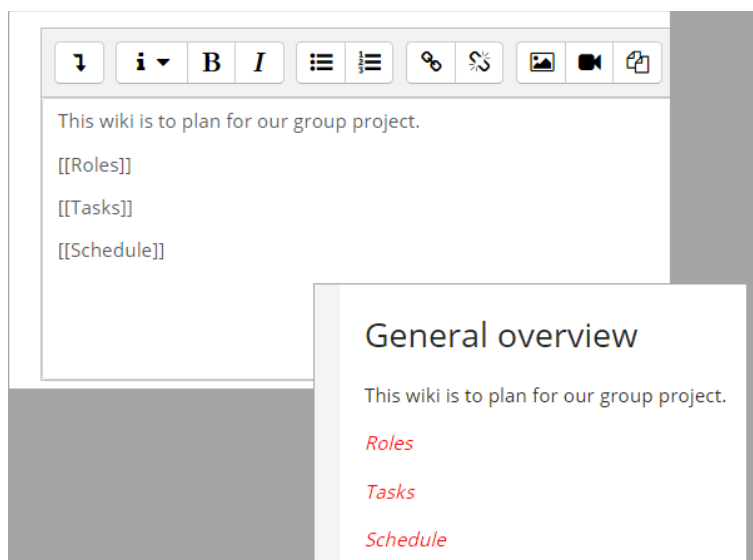 i B I
This wiki is to plan for our group project.
[[Roles]]
[[Tasks]]
[[Schedule]]
General overview
This wiki is to plan for our group project.
Roles
Tasks
Schedule